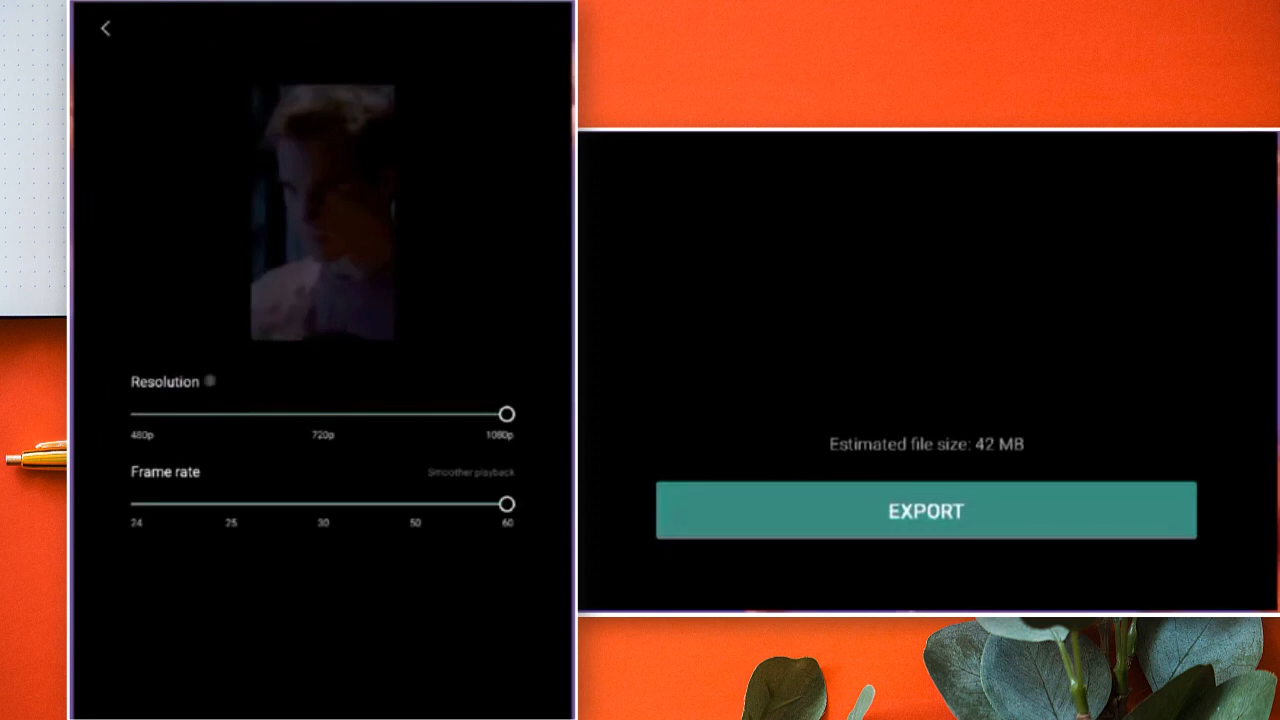 Resolution
480p 720p 1080p
Frame rate Smoother playback
24 25 30 50 60
Estimated file size: 42 MB
EXPORT